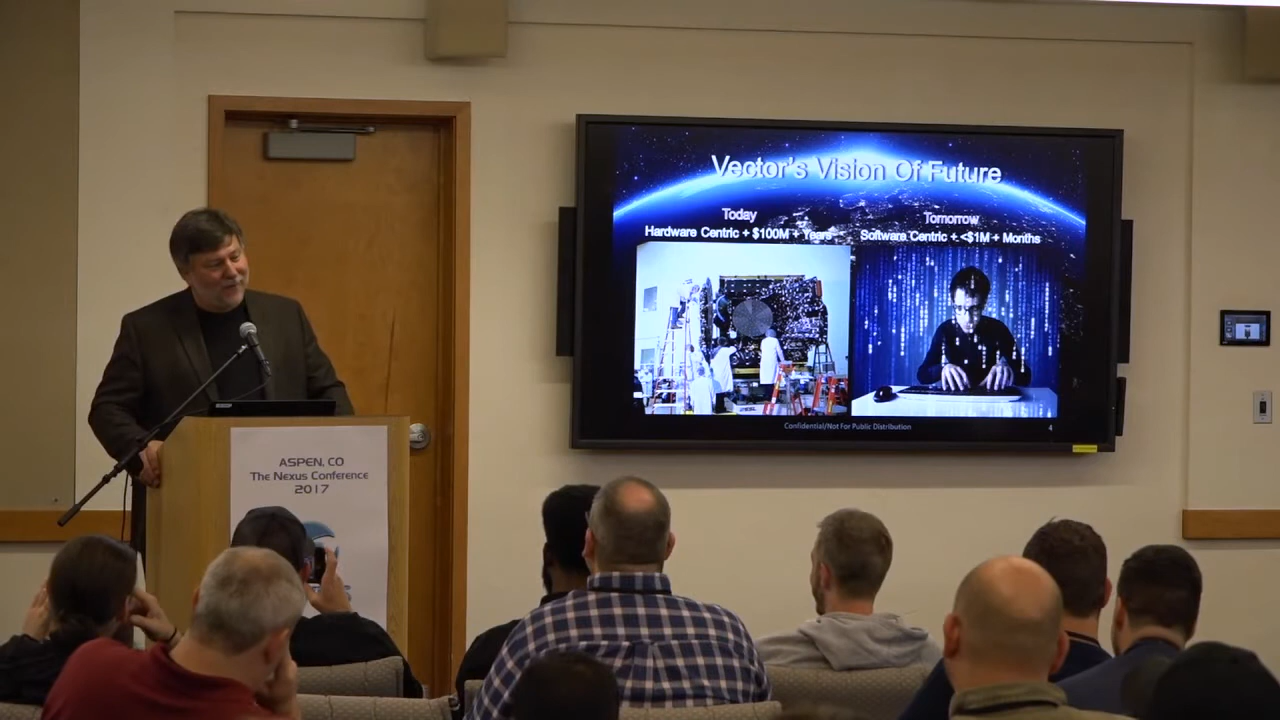 Vector's Vision Of Future
Today
Hardware Centric + $100M + Years
Tomorrow
Software Centric + <$1M + Months
Confidential/Not For Public Distribution
4
ASPEN, CO
The Nexus Conference
2017